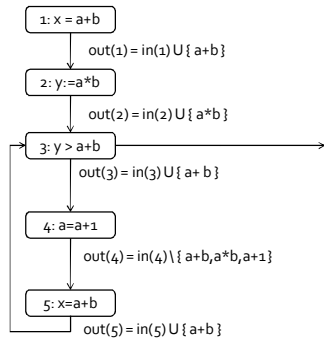 1: x = a+b
out(1) = in(1) U { a+b }
2: y:=a*b
out(2) = in(2) U { a*b }
3: y > a+b
out(3) = in(3) U { a+ b }
4: a=a+1
out(4) = in(4) \ { a+b,a*b,a+1}
5: x=a+b
out(5) = in(5) U { a+b }